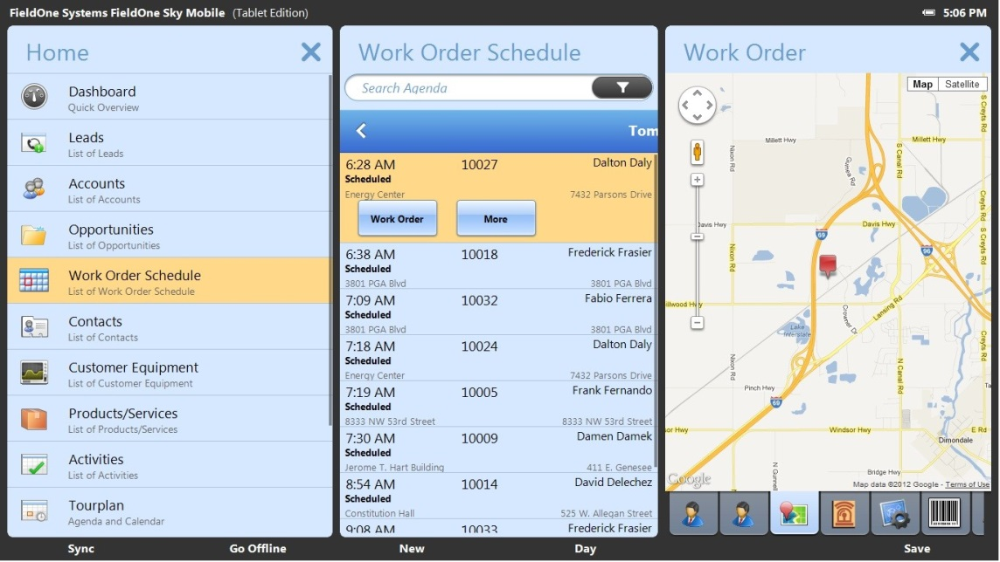 FieldOne Systems FieldOne Sky Mobile (Tablet Edition)
5:06 PM
Home
Dashboard
Quick Overview
Leads
List of Leads
Accounts
List of Accounts
Opportunities
List of Opportunities
Work Order Schedule
List of Work Order Schedule
Contacts
List of Contacts
Customer Equipment
List of Customer Equipment
Products/Services
List of Products/Services
Activities
List of Activities
Tourplan
Agenda and Calendar
Work Order Schedule
Search Agenda
Tom
6:28 AM 10027 Dalton Daly
Scheduled
Energy Center 7432 Parsons Drive
Work Order More
6:38 AM 10018 Frederick Frasier
Scheduled
3801 PGA Blvd 3801 PGA Blvd
7:09 AM 10032 Fabio Ferrera
Scheduled
3801 PGA Blvd 3801 PGA Blvd
7:18 AM 10024 Dalton Daly
Scheduled
Energy Center 7432 Parsons Drive
7:19 AM 10005 Frank Fernando
Scheduled
8333 NW 53rd Street 8333 NW 53rd Street
7:30 AM 10009 Damen Damek
Scheduled
Jerome T. Hart Building 411 E. Genesee
8:54 AM 10014 David Delechez
Scheduled
Constitution Hall 525 W. Allegan Street
9:08 AM 10033 Frederick Frasier
Work Order
Map Satellite
S Creyts Rd
Millett Hwy
Millett Hwy
Nixon Rd
Guinea Rd
S Canal Rd
Creyts Rd
Davis Hwy
Davis Hwy
69
96
Nixon Rd
S Creyts Rd
illwood Hwy
Lansing Rd
Crowner Dr
Lake
Interstate
Creyts Rd
Nixon Rd
N Canal Rd
Pinch Hwy
69
sor Hwy
Windsor Hwy
E Rd
Dimondale
N Gunnell
Bridge Hwy
Google
Map data ©2012 Google - Terms of Use
Sync
Go Offline
New
Day
Save